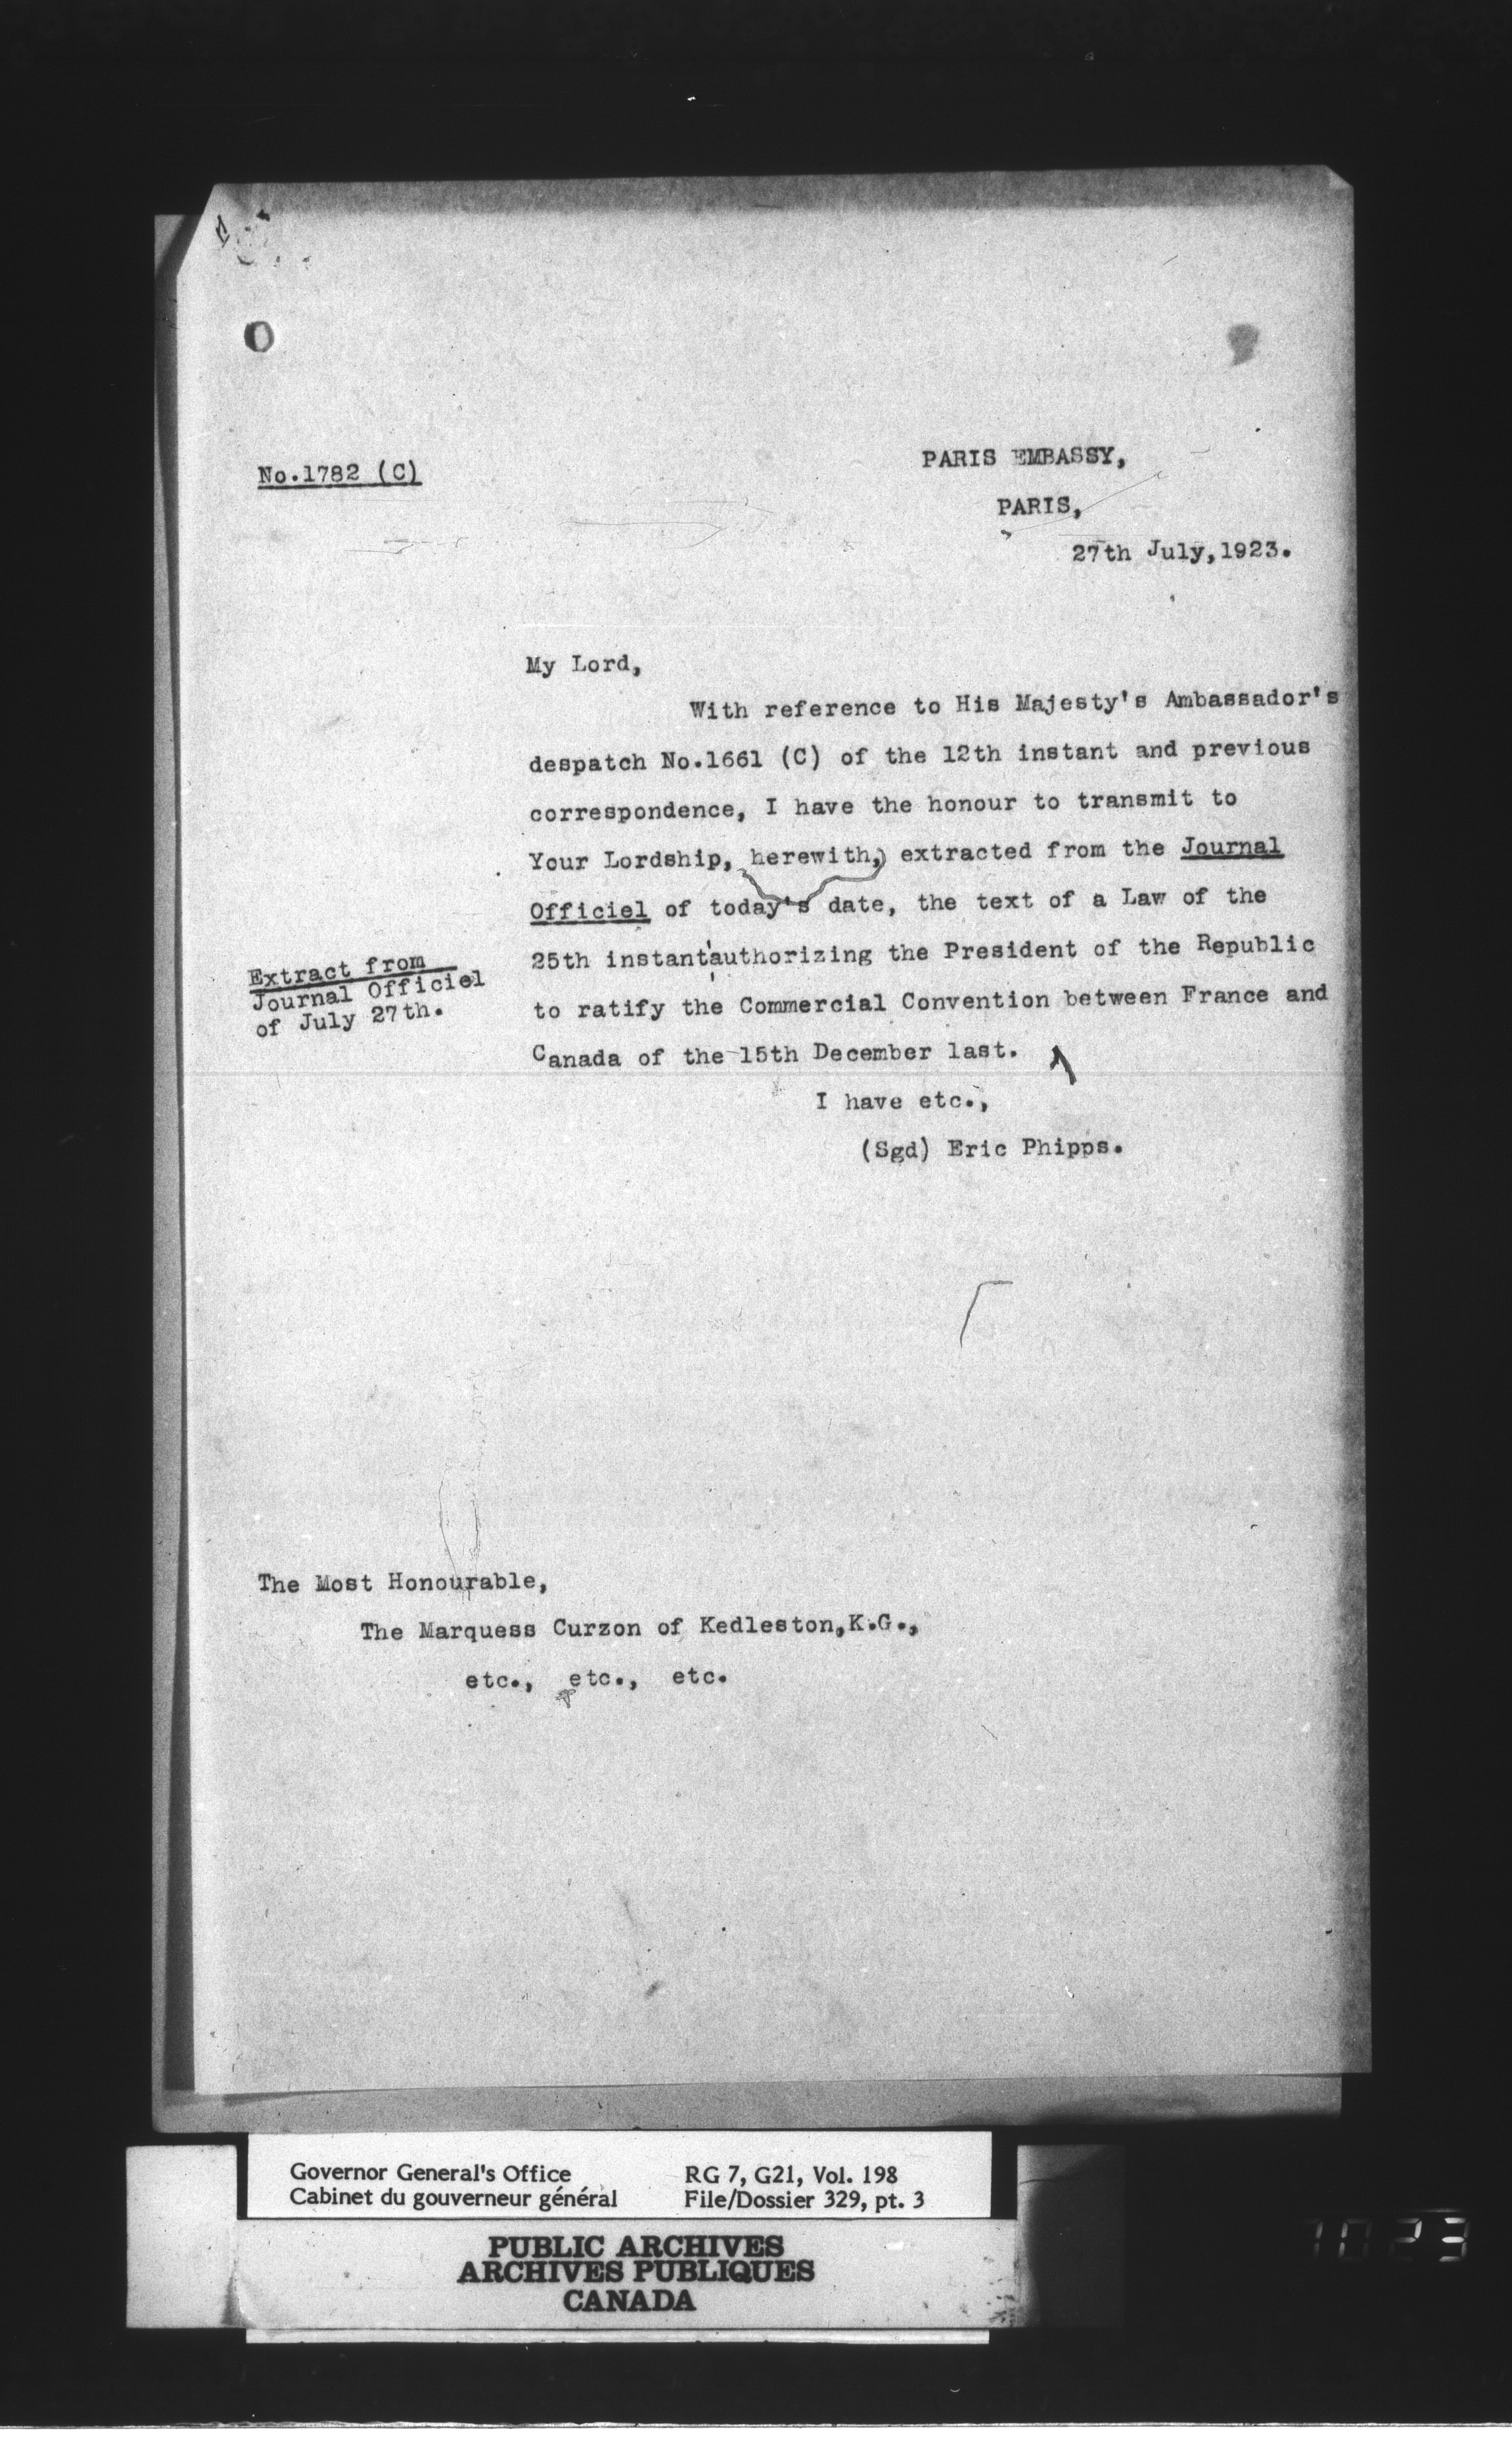 No.1782 (C)
PARIS EMBASSY,
PARIS,
27th July,1923.
My Lord,
With reference to His Majesty's Ambassador's
despatch No.1661 (C) of the 12th instant and previous
correspondence, I have the honour to transmit to
Your Lordship, herewith, extracted from the Journal
Officiel of today's date, the text of a Law of the
25th instant authorizing the President of the Republic
to ratify the Commercial Convention between France and
Canada of the 15th December last.
Extract from
Journal Officiel
of July 27th.
I have etc.,
(Sgd) Eric Phipps.
The Most Honourable,
The Marquess Curzon of Kedleston,K.G.,
etc., etc., etc.
Governor General's Office RG 7, G21, Vol. 198
Cabinet du gouverneur général File/Dossier 329, pt. 3
PUBLIC ARCHIVES
ARCHIVES PUBLIQUES
CANADA
1023